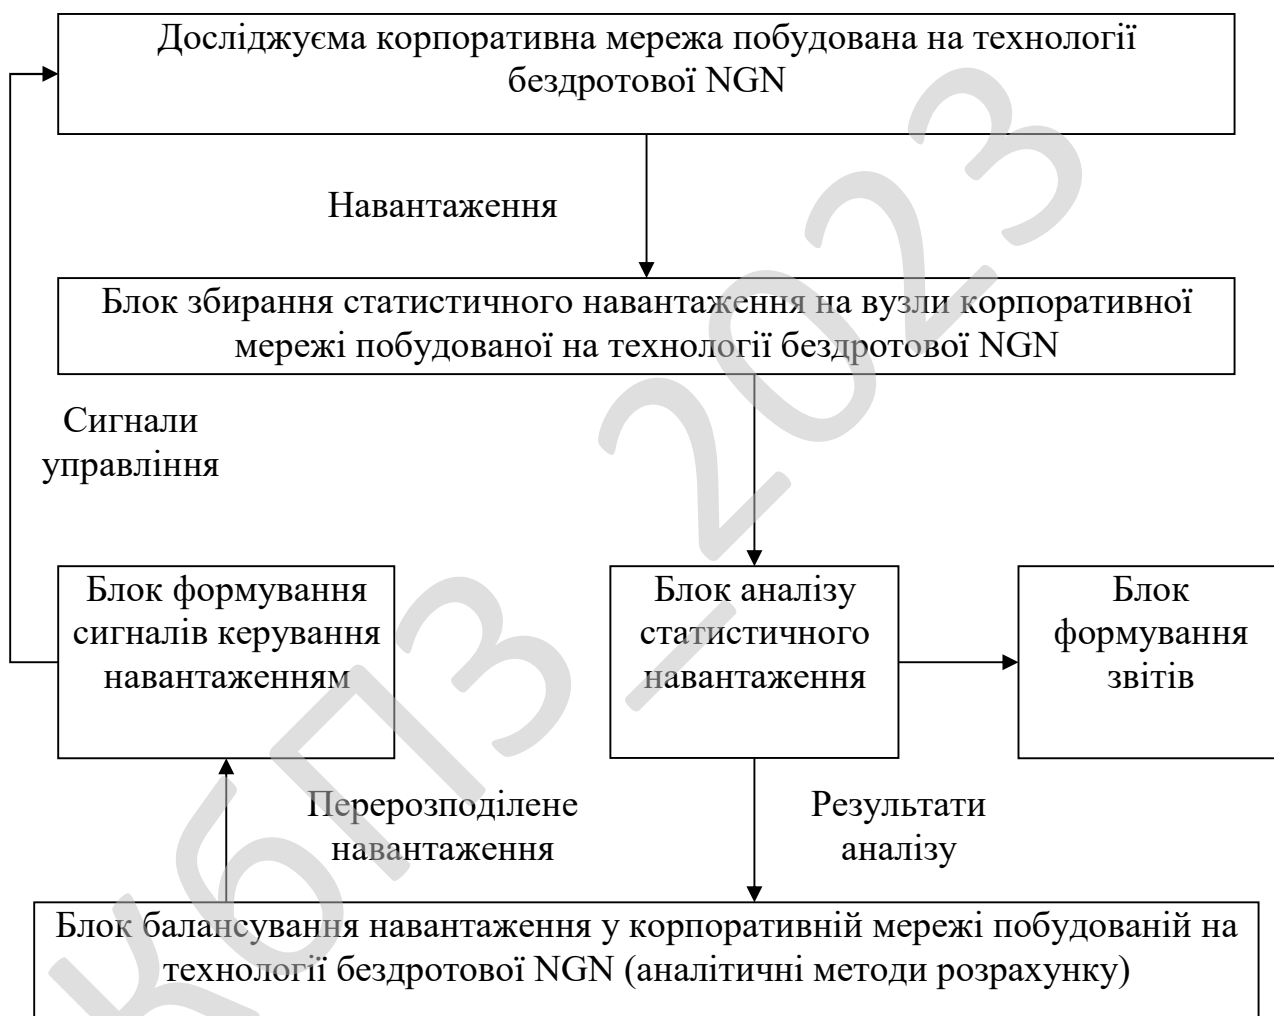 Досліджуєма корпоративна мережа побудована на технології
бездротової NGN
Навантаження
Блок збирання статистичного навантаження на вузли корпоративної
мережі побудованої на технології бездротової NGN
Сигнали
управління
Блок формування
сигналів керування
навантаженням
Блок аналізу
статистичного
навантаження
Блок
формування
звітів
Перерозподілене
навантаження
Результати
аналізу
Блок балансування навантаження у корпоративній мережі побудованій на
технології бездротової NGN (аналітичні методи розрахунку)
КбПЗ_2023